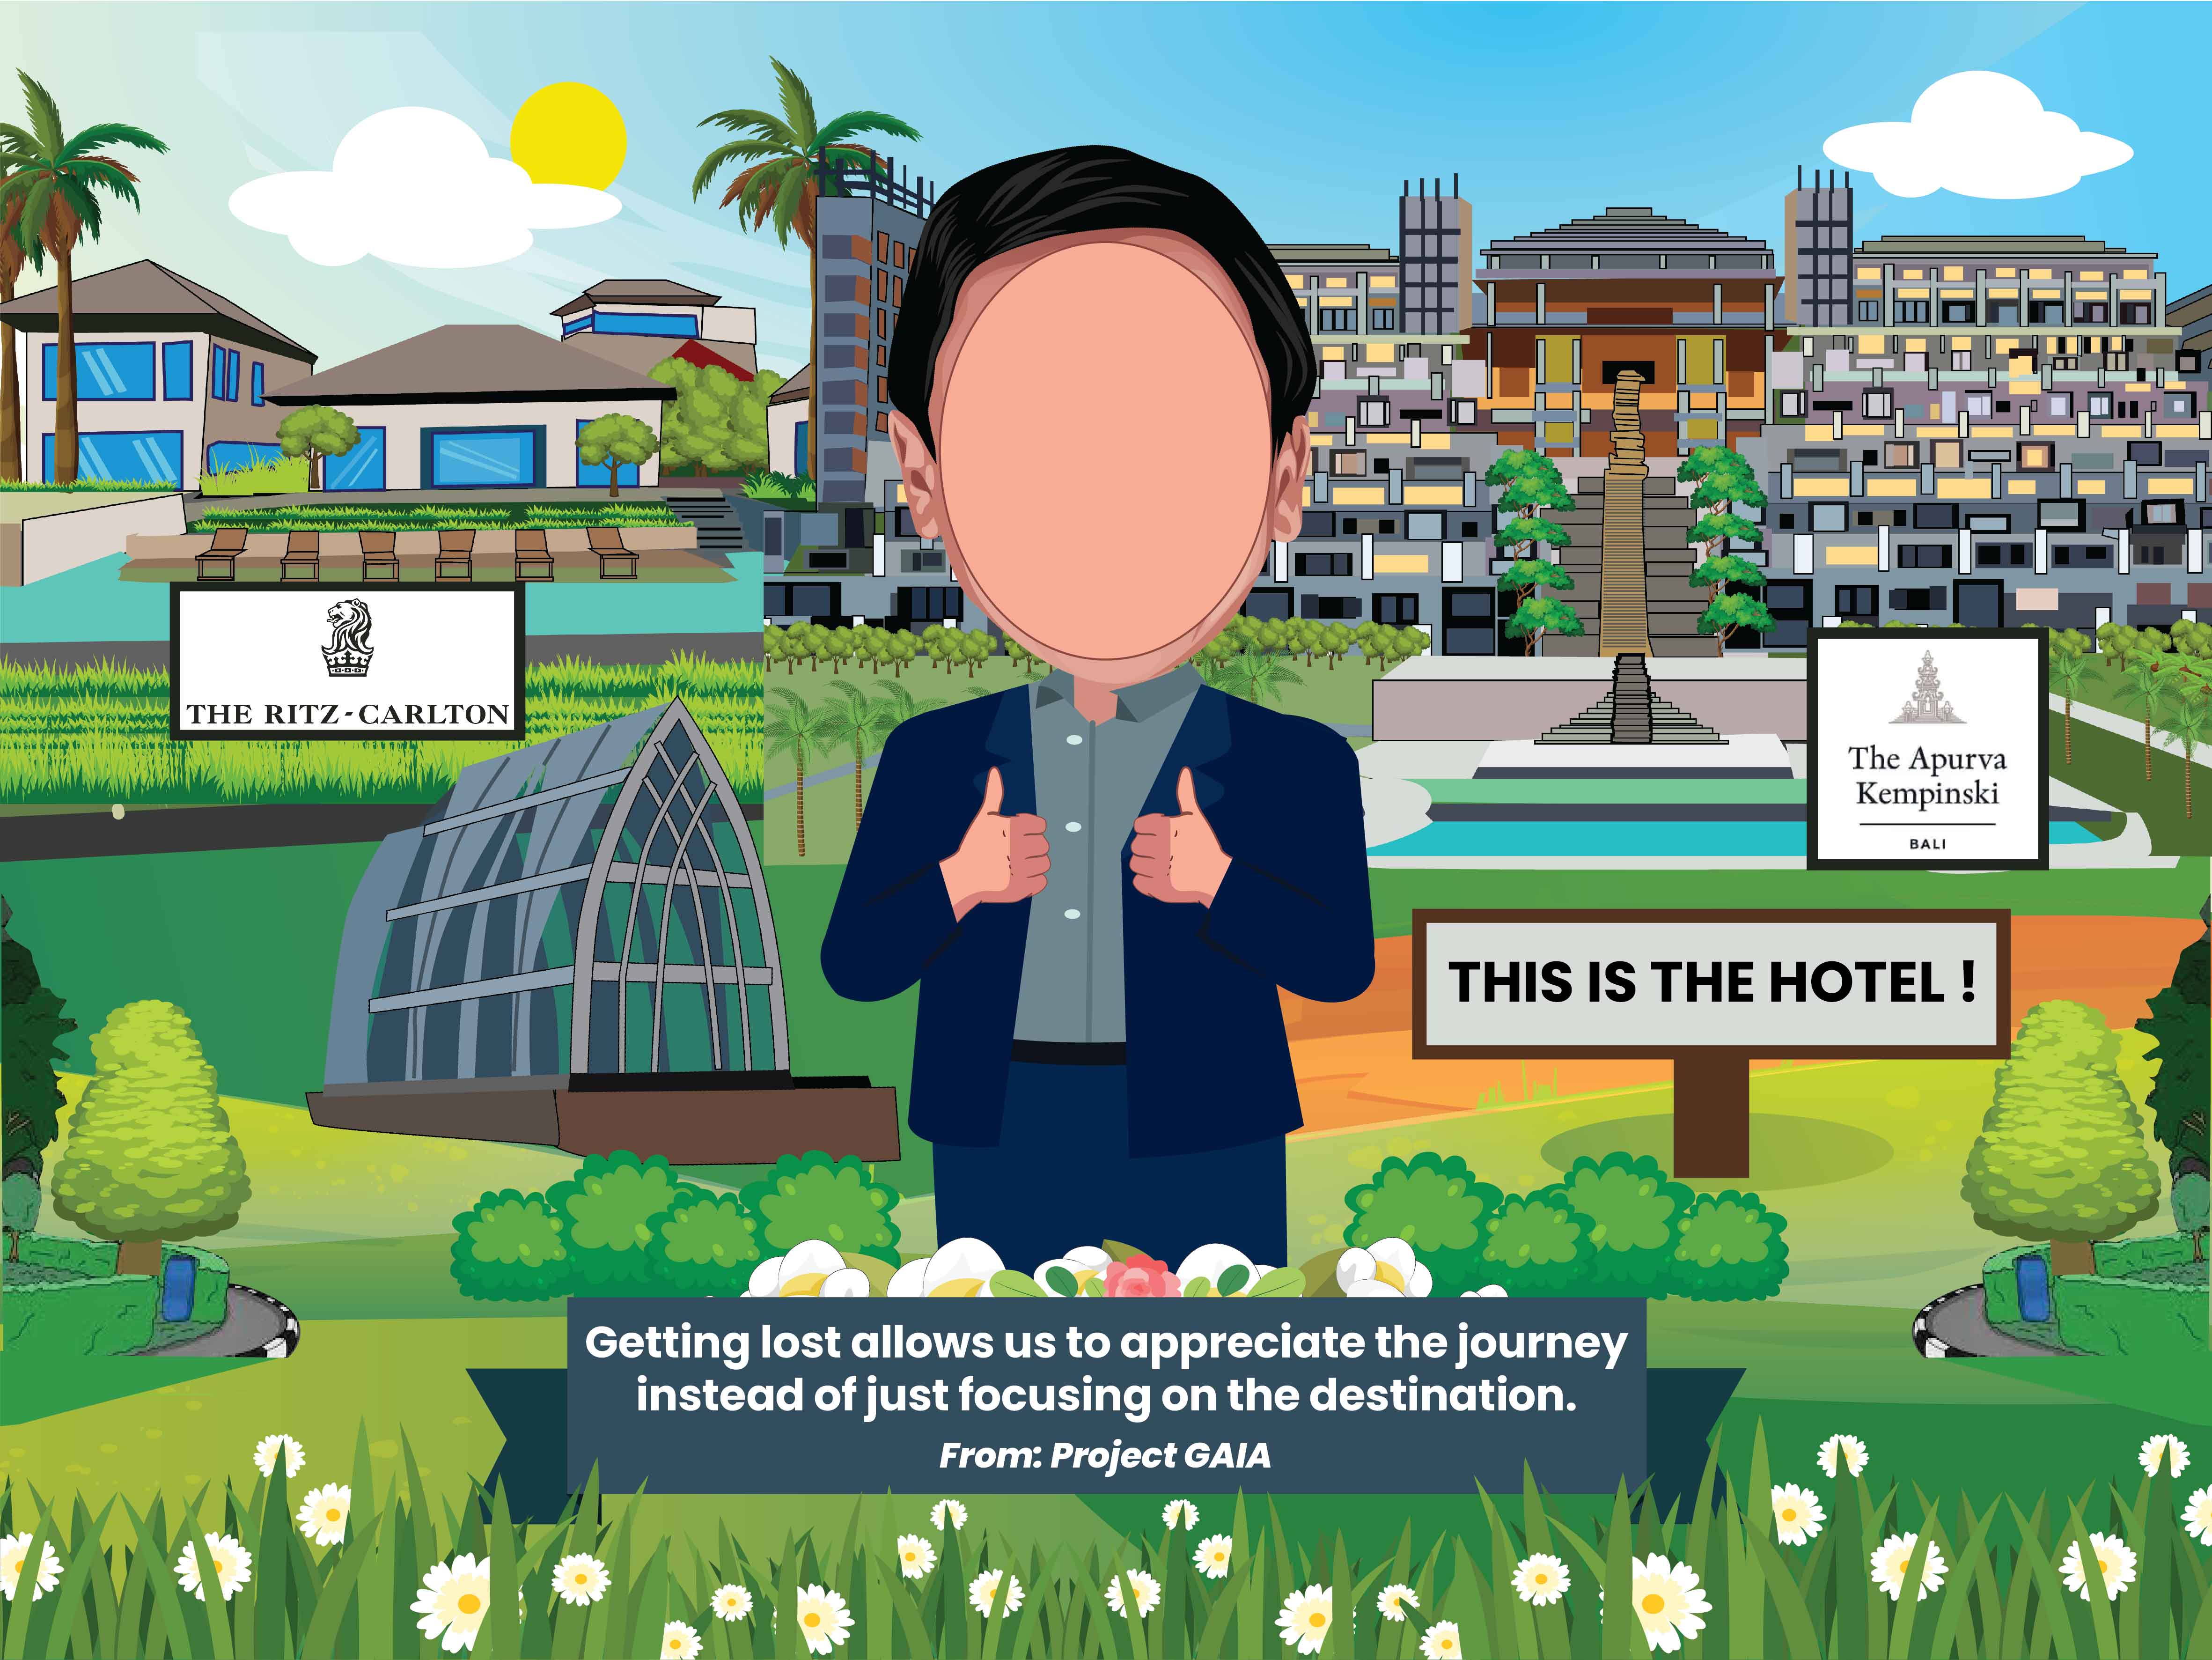 THE RITZ-CARLTON
The Apurva
Kempinski
BALI
THIS IS THE HOTEL !
Getting lost allows us to appreciate the journey
instead of just focusing on the destination.
From: Project GAIA